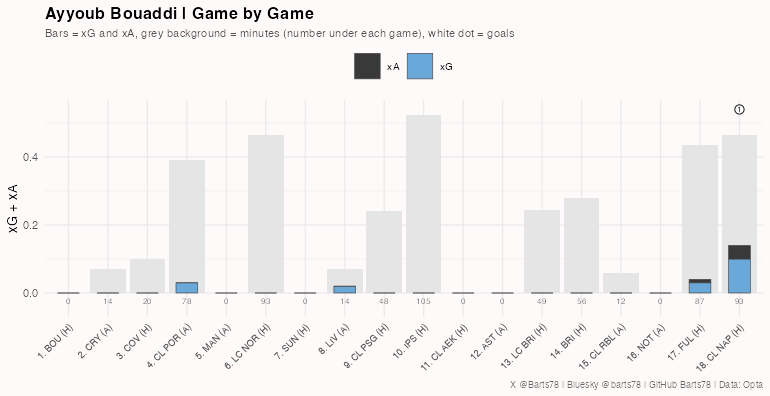 Ayyoub Bouaddi | Game by Game
Bars = xG and xA, grey background = minutes (number under each game), white dot = goals
xA xG
xG + xA
0.4
0.2
0.0
1
0 14 20 78 0 93 0 14 48 105 0 0 49 56 12 0 87 93
1. BOU (H)
2. CRY (A)
3. COV (H)
4. CL POR (A)
5. MAN (A)
6. LC NOR (H)
7. SUN (H)
8. LIV (A)
9. CL PSG (H)
10. IPS (H)
11. CL AEK (H)
12. AST (A)
13. LC BRI (H)
14. BRI (H)
15. CL RBL (A)
16. NOT (A)
17. FUL (H)
18. CL NAP (H)
X @Barts78 | Bluesky @barts78 | GitHub Barts78 | Data: Opta